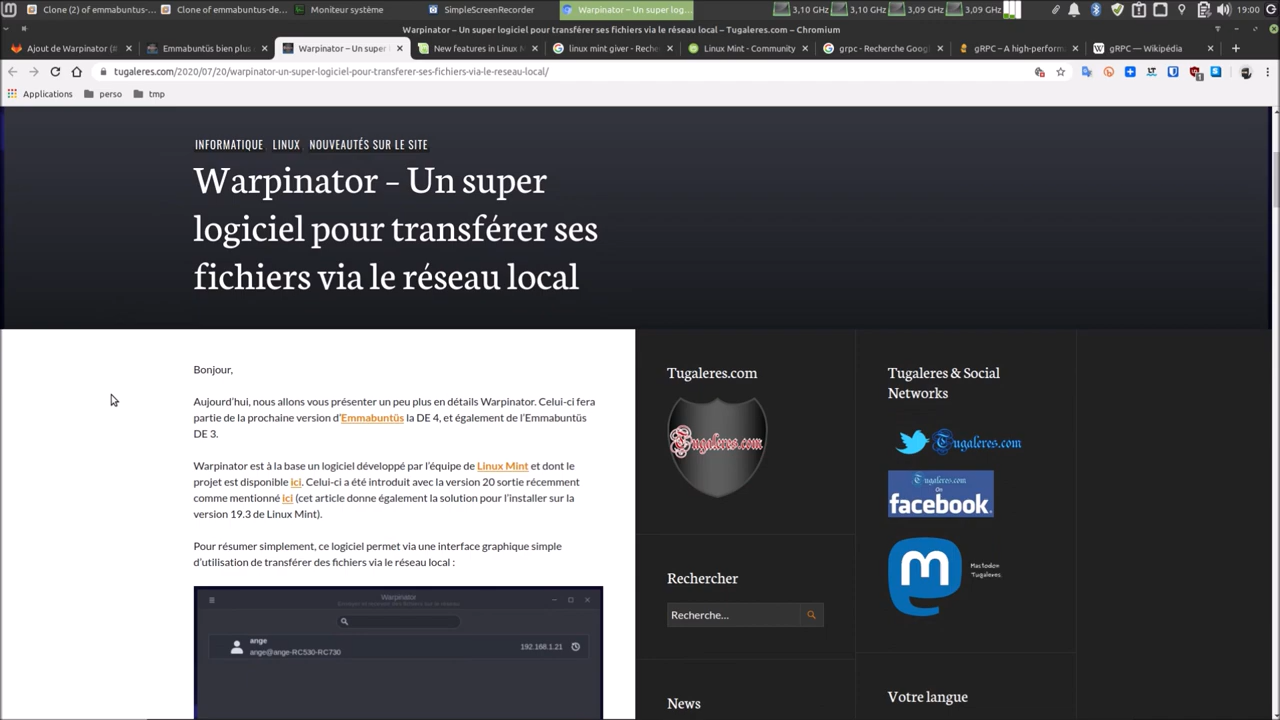 Clone (2) of emmabuntus-...
Clone of emmabuntus-de...
Moniteur système
SimpleScreenRecorder
Warpinator – Un super log...
3,10 GHz
3,10 GHz
3,09 GHz
3,09 GHz
19:00
Warpinator – Un super logiciel pour transférer ses fichiers via le réseau local – Tugaleres.com – Chromium
Ajout de Warpinator (#
Emmabuntüs bien plus
Warpinator – Un super
New features in Linux M
linux mint giver - Reche
Linux Mint - Community
grpc - Recherche Goog
gRPC – A high-perform
gRPC — Wikipédia
tugaleres.com/2020/07/20/warpinator-un-super-logiciel-pour-transferer-ses-fichiers-via-le-reseau-local/
Applications
perso
tmp
INFORMATIQUE LINUX NOUVEAUTÉS SUR LE SITE
Warpinator – Un super
logiciel pour transférer ses
fichiers via le réseau local
Bonjour,
Aujourd’hui, nous allons vous présenter un peu plus en détails Warpinator. Celui-ci fera
partie de la prochaine version d’Emmabuntüs la DE 4, et également de l’Emmabuntüs
DE 3.
Warpinator est à la base un logiciel développé par l’équipe de Linux Mint et dont le
projet est disponible ici. Celui-ci a été introduit avec la version 20 sortie récemment
comme mentionné ici (cet article donne également la solution pour l’installer sur la
version 19.3 de Linux Mint).
Pour résumer simplement, ce logiciel permet via une interface graphique simple
d’utilisation de transférer des fichiers via le réseau local :
Warpinator
ange
ange@ange-RC530-RC730
192.168.1.21
Tugaleres.com
Tugaleres.com
Rechercher
Recherche…
News
Tugaleres & Social
Networks
Tugaleres.com
Tugaleres.com
On
facebook
Mastodon
Tugaleres
Votre langue